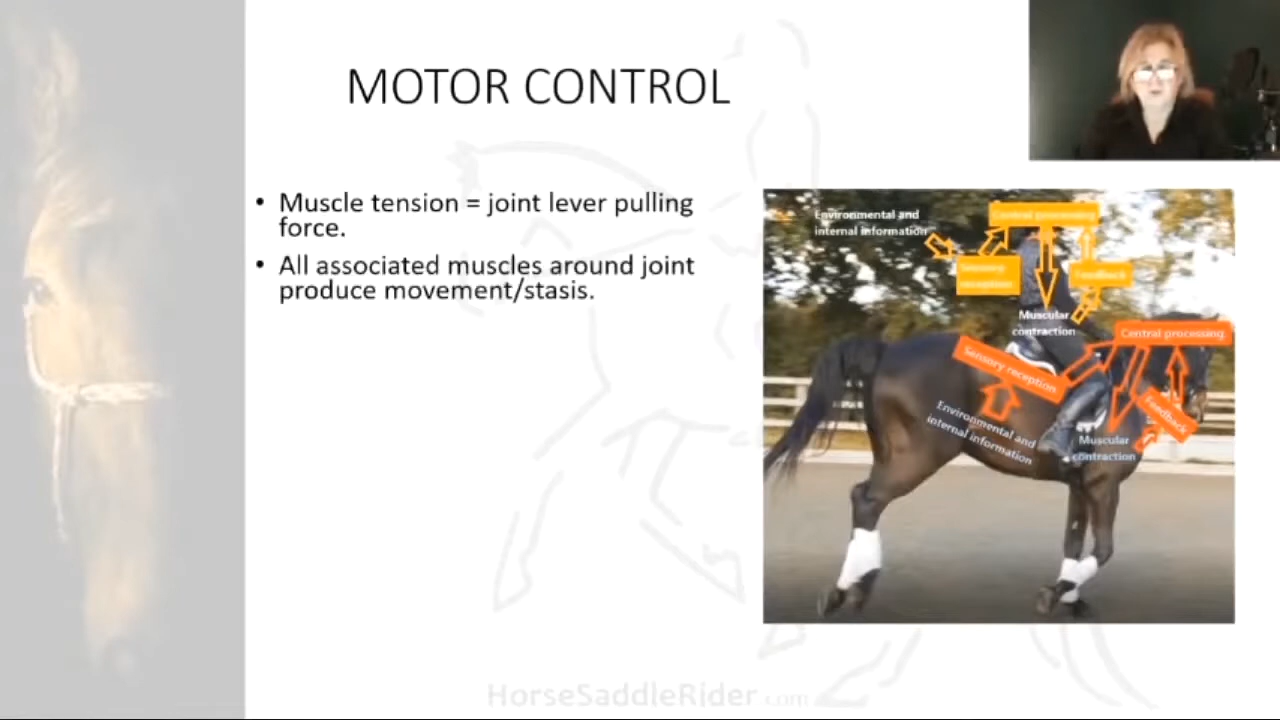 MOTOR CONTROL
• Muscle tension = joint lever pulling
force.
• All associated muscles around joint
produce movement/stasis.
Environmental and
internal information
Central processing
Sensory
reception
Feedback
Muscular
contraction
Central processing
Sensory reception
Feedback
Environmental and
internal information
Muscular
contraction
HorseSaddleRider.com